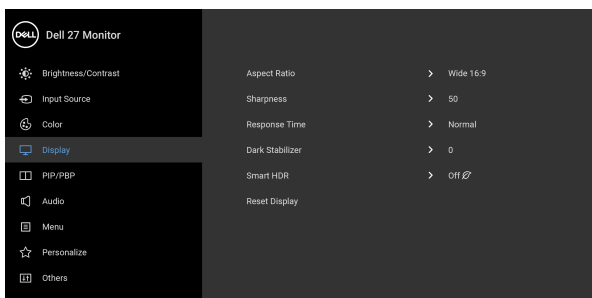 DELL Dell 27 Monitor
Brightness/Contrast
Input Source
Color
Display
PIP/PBP
Audio
Menu
Personalize
Others
Aspect Ratio > Wide 16:9
Sharpness > 50
Response Time > Normal
Dark Stabilizer > 0
Smart HDR > Off
Reset Display